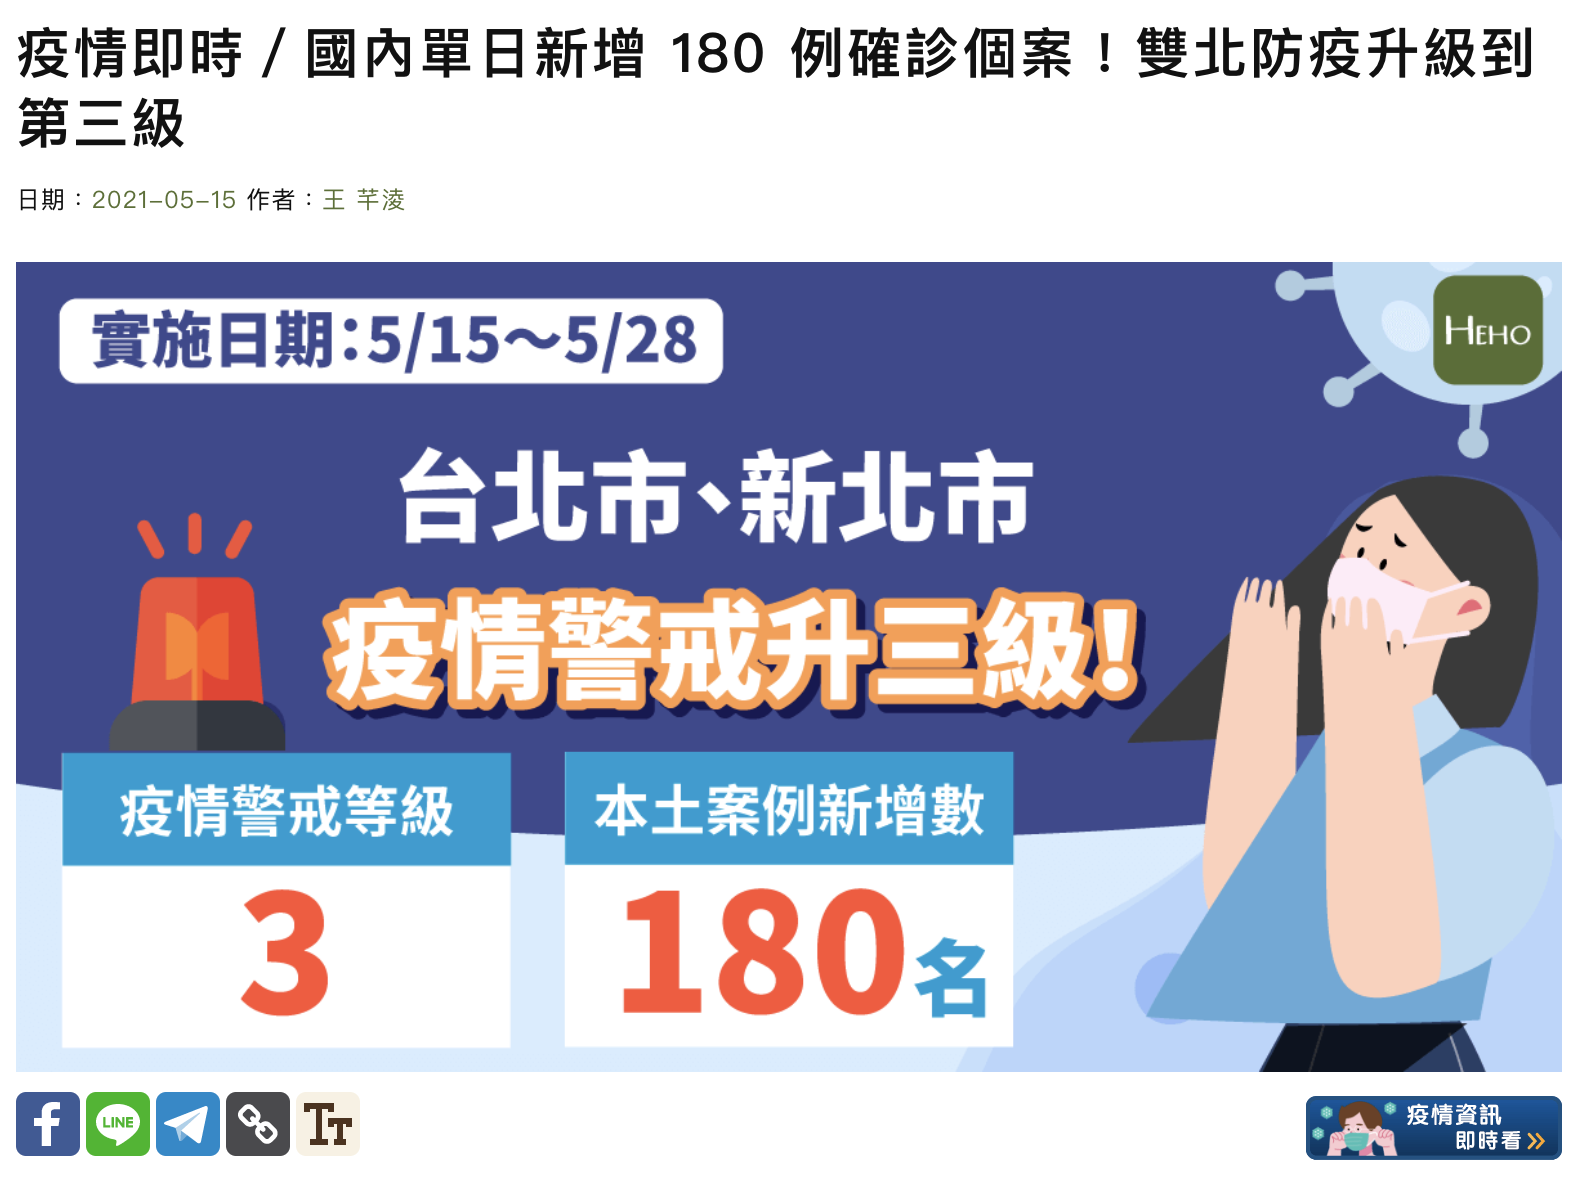 疫情即時 / 國內單日新增 180 例確診個案！雙北防疫升級到
第三級
日期：2021-05-15 作者：王 芊淩
實施日期：5/15～5/28
HEHO
台北市、新北市
疫情警戒升三級！
疫情警戒等級
3
本土案例新增數
180名
f
LINE
TT
疫情資訊
即時看